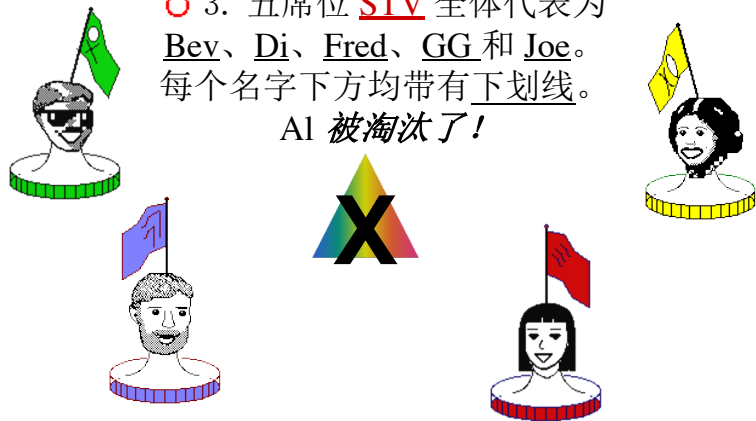 3. 五席位 STV 全体代表为
Bev、Di、Fred、GG 和 Joe。
每个名字下方均带有下划线。
Al 被淘汰了！
X